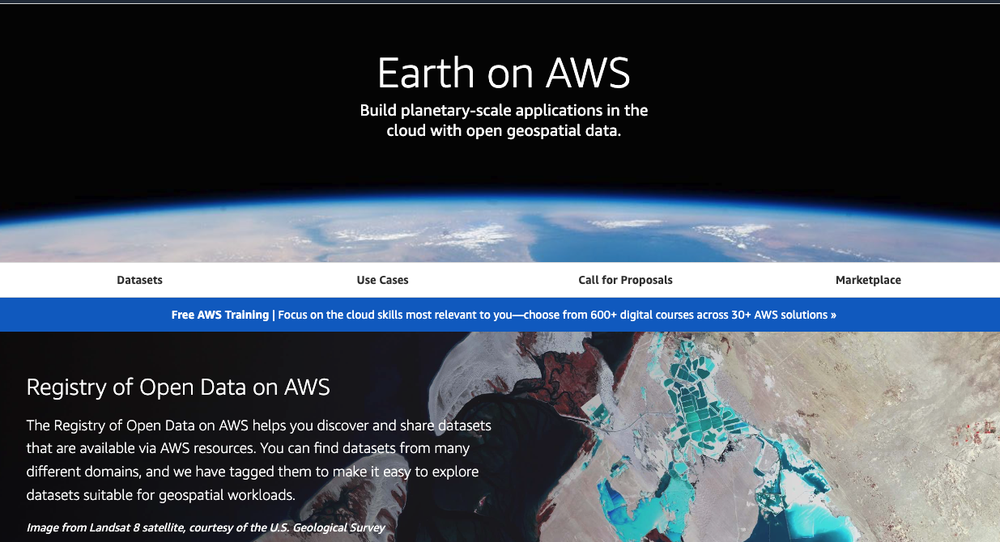 Earth on AWS
Build planetary-scale applications in the
cloud with open geospatial data.
Datasets
Use Cases
Call for Proposals
Marketplace
Free AWS Training | Focus on the cloud skills most relevant to you—choose from 600+ digital courses across 30+ AWS solutions »
Registry of Open Data on AWS
The Registry of Open Data on AWS helps you discover and share datasets
that are available via AWS resources. You can find datasets from many
different domains, and we have tagged them to make it easy to explore
datasets suitable for geospatial workloads.
Image from Landsat 8 satellite, courtesy of the U.S. Geological Survey